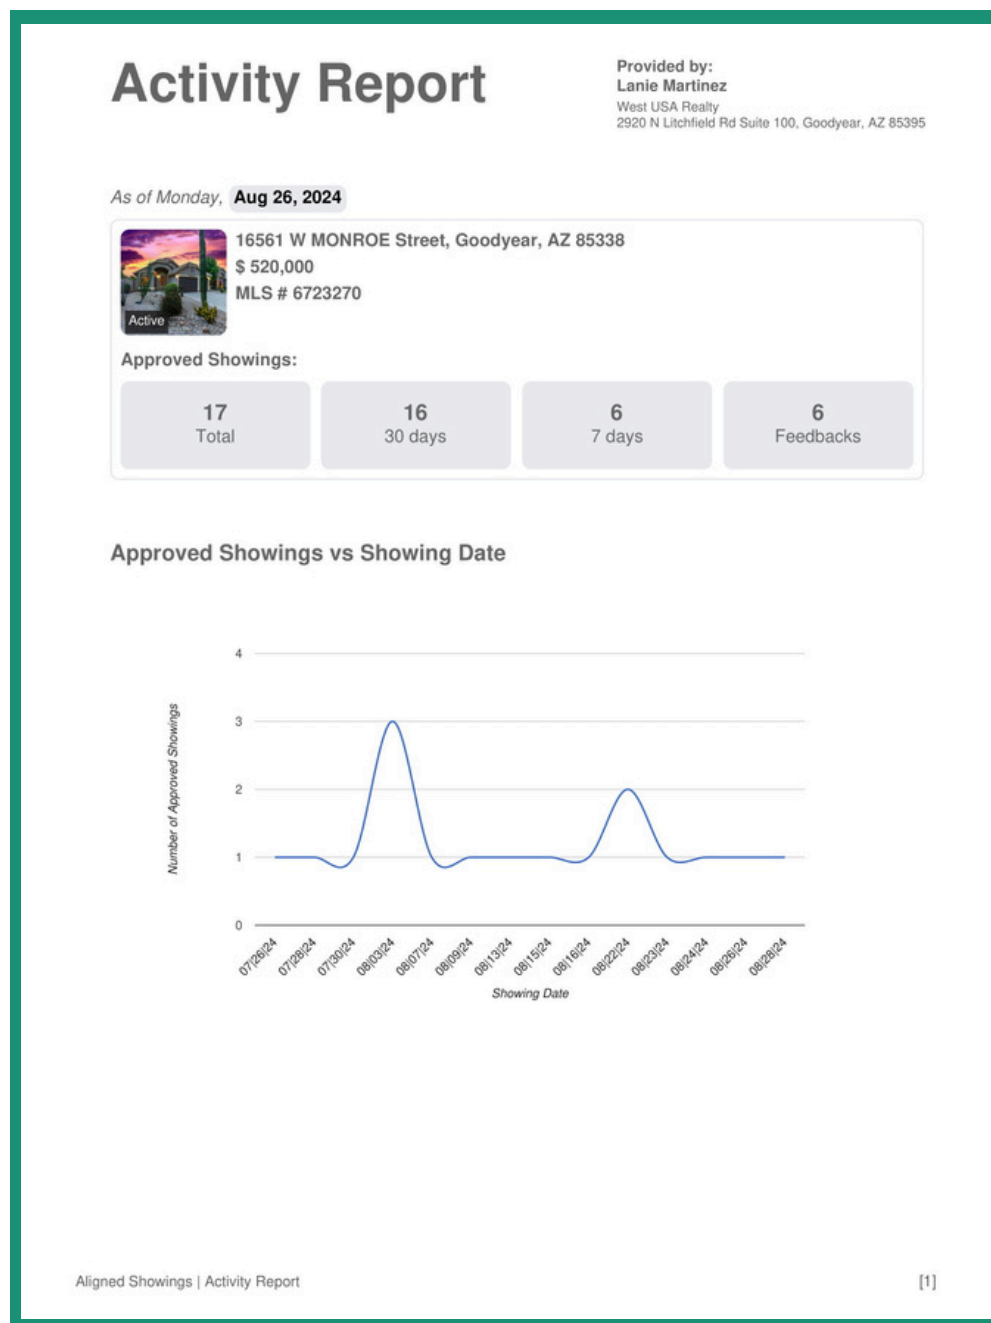 Activity Report
Provided by:
Lanie Martinez
West USA Realty
2920 N Litchfield Rd Suite 100, Goodyear, AZ 85395
As of Monday, Aug 26, 2024
16561 W MONROE Street, Goodyear, AZ 85338
$ 520,000
MLS # 6723270
Active
Approved Showings:
17
Total
16
30 days
6
7 days
6
Feedbacks
Approved Showings vs Showing Date
Number of Approved Showings
4
3
2
1
0
07|26|24
07|28|24
07|30|24
08|03|24
08|07|24
08|09|24
08|13|24
08|15|24
08|16|24
08|22|24
08|23|24
08|24|24
08|26|24
08|28|24
Showing Date
Aligned Showings | Activity Report
[1]